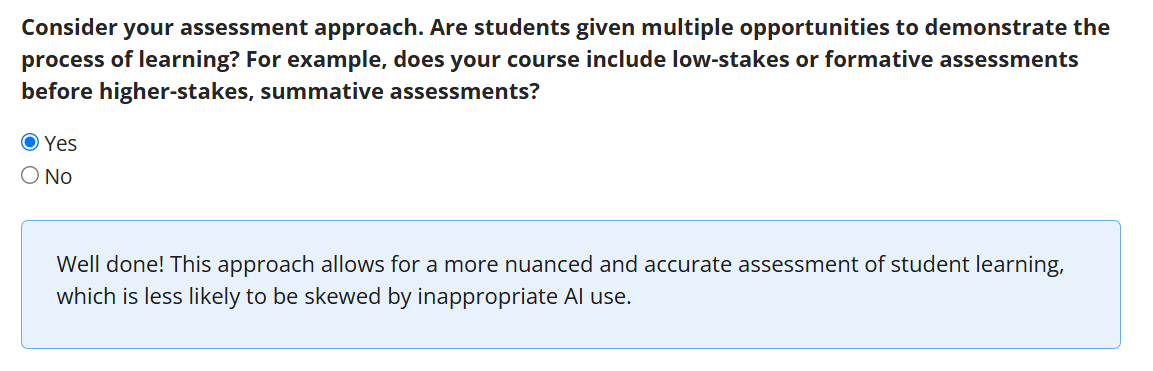 Consider your assessment approach. Are students given multiple opportunities to demonstrate the
process of learning? For example, does your course include low-stakes or formative assessments
before higher-stakes, summative assessments?
Yes
No
Well done! This approach allows for a more nuanced and accurate assessment of student learning,
which is less likely to be skewed by inappropriate AI use.